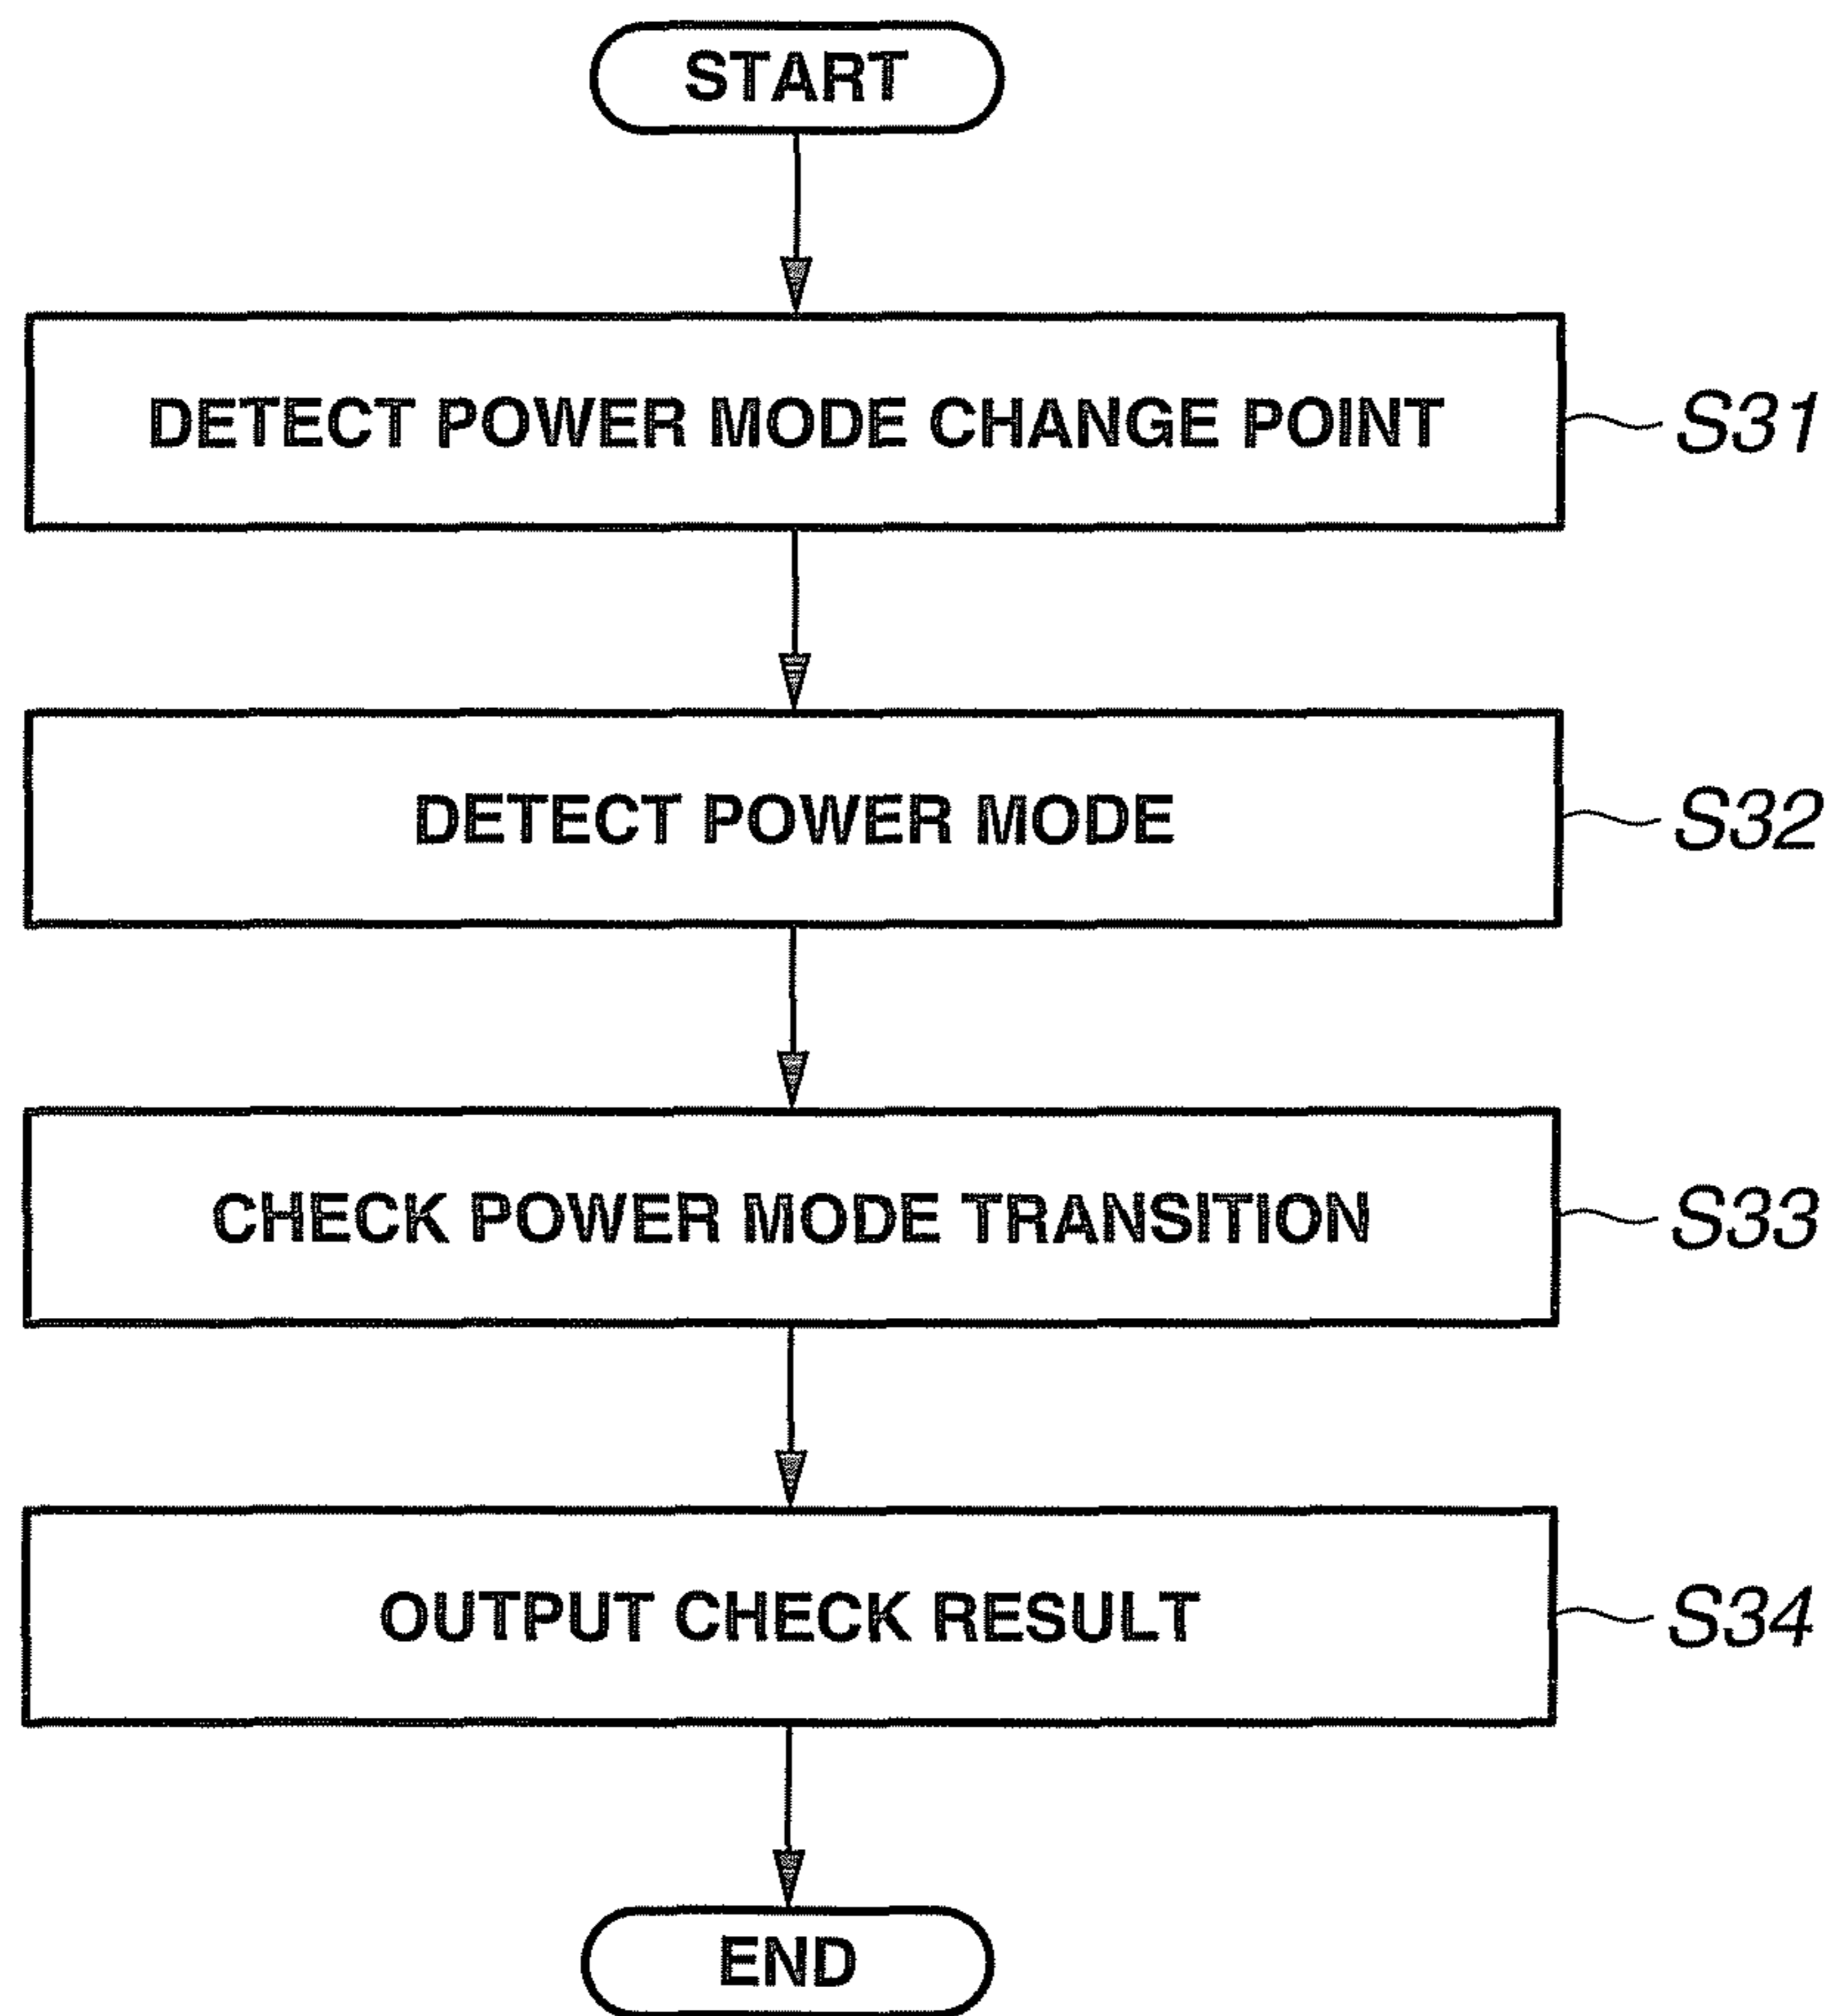 START
DETECT POWER MODE CHANGE POINT
S31
DETECT POWER MODE
S32
CHECK POWER MODE TRANSITION
S33
OUTPUT CHECK RESULT
S34
END